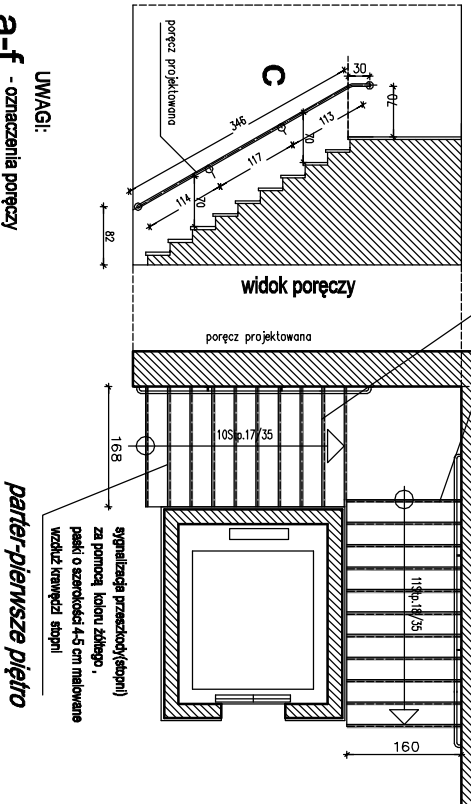 poręcz projektowana
C
30
70
346
113
117
114
70
70
82
widok poręczy
UWAGI:
a-f - oznaczenia poręczy
poręcz projektowana
168
10Stp.17/35
11Stp.18/35
160
sygnalizacja przeszkody(stopni)
za pomocą koloru żółtego ,
paski o szerokości 4-5 cm malowane
wzdłuż krawędzi stopni
parter-pierwsze piętro